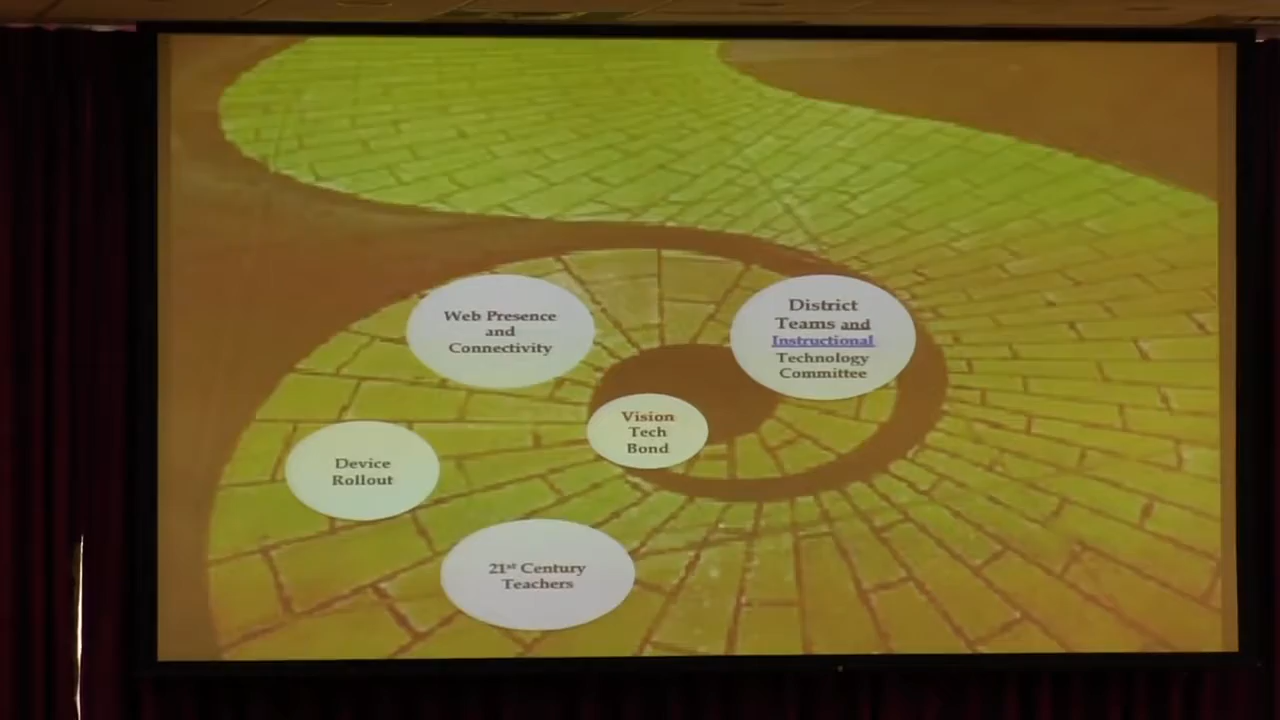 Web Presence
and
Connectivity
District
Teams and
Instructional
Technology
Committee
Vision
Tech
Bond
Device
Rollout
21st Century
Teachers